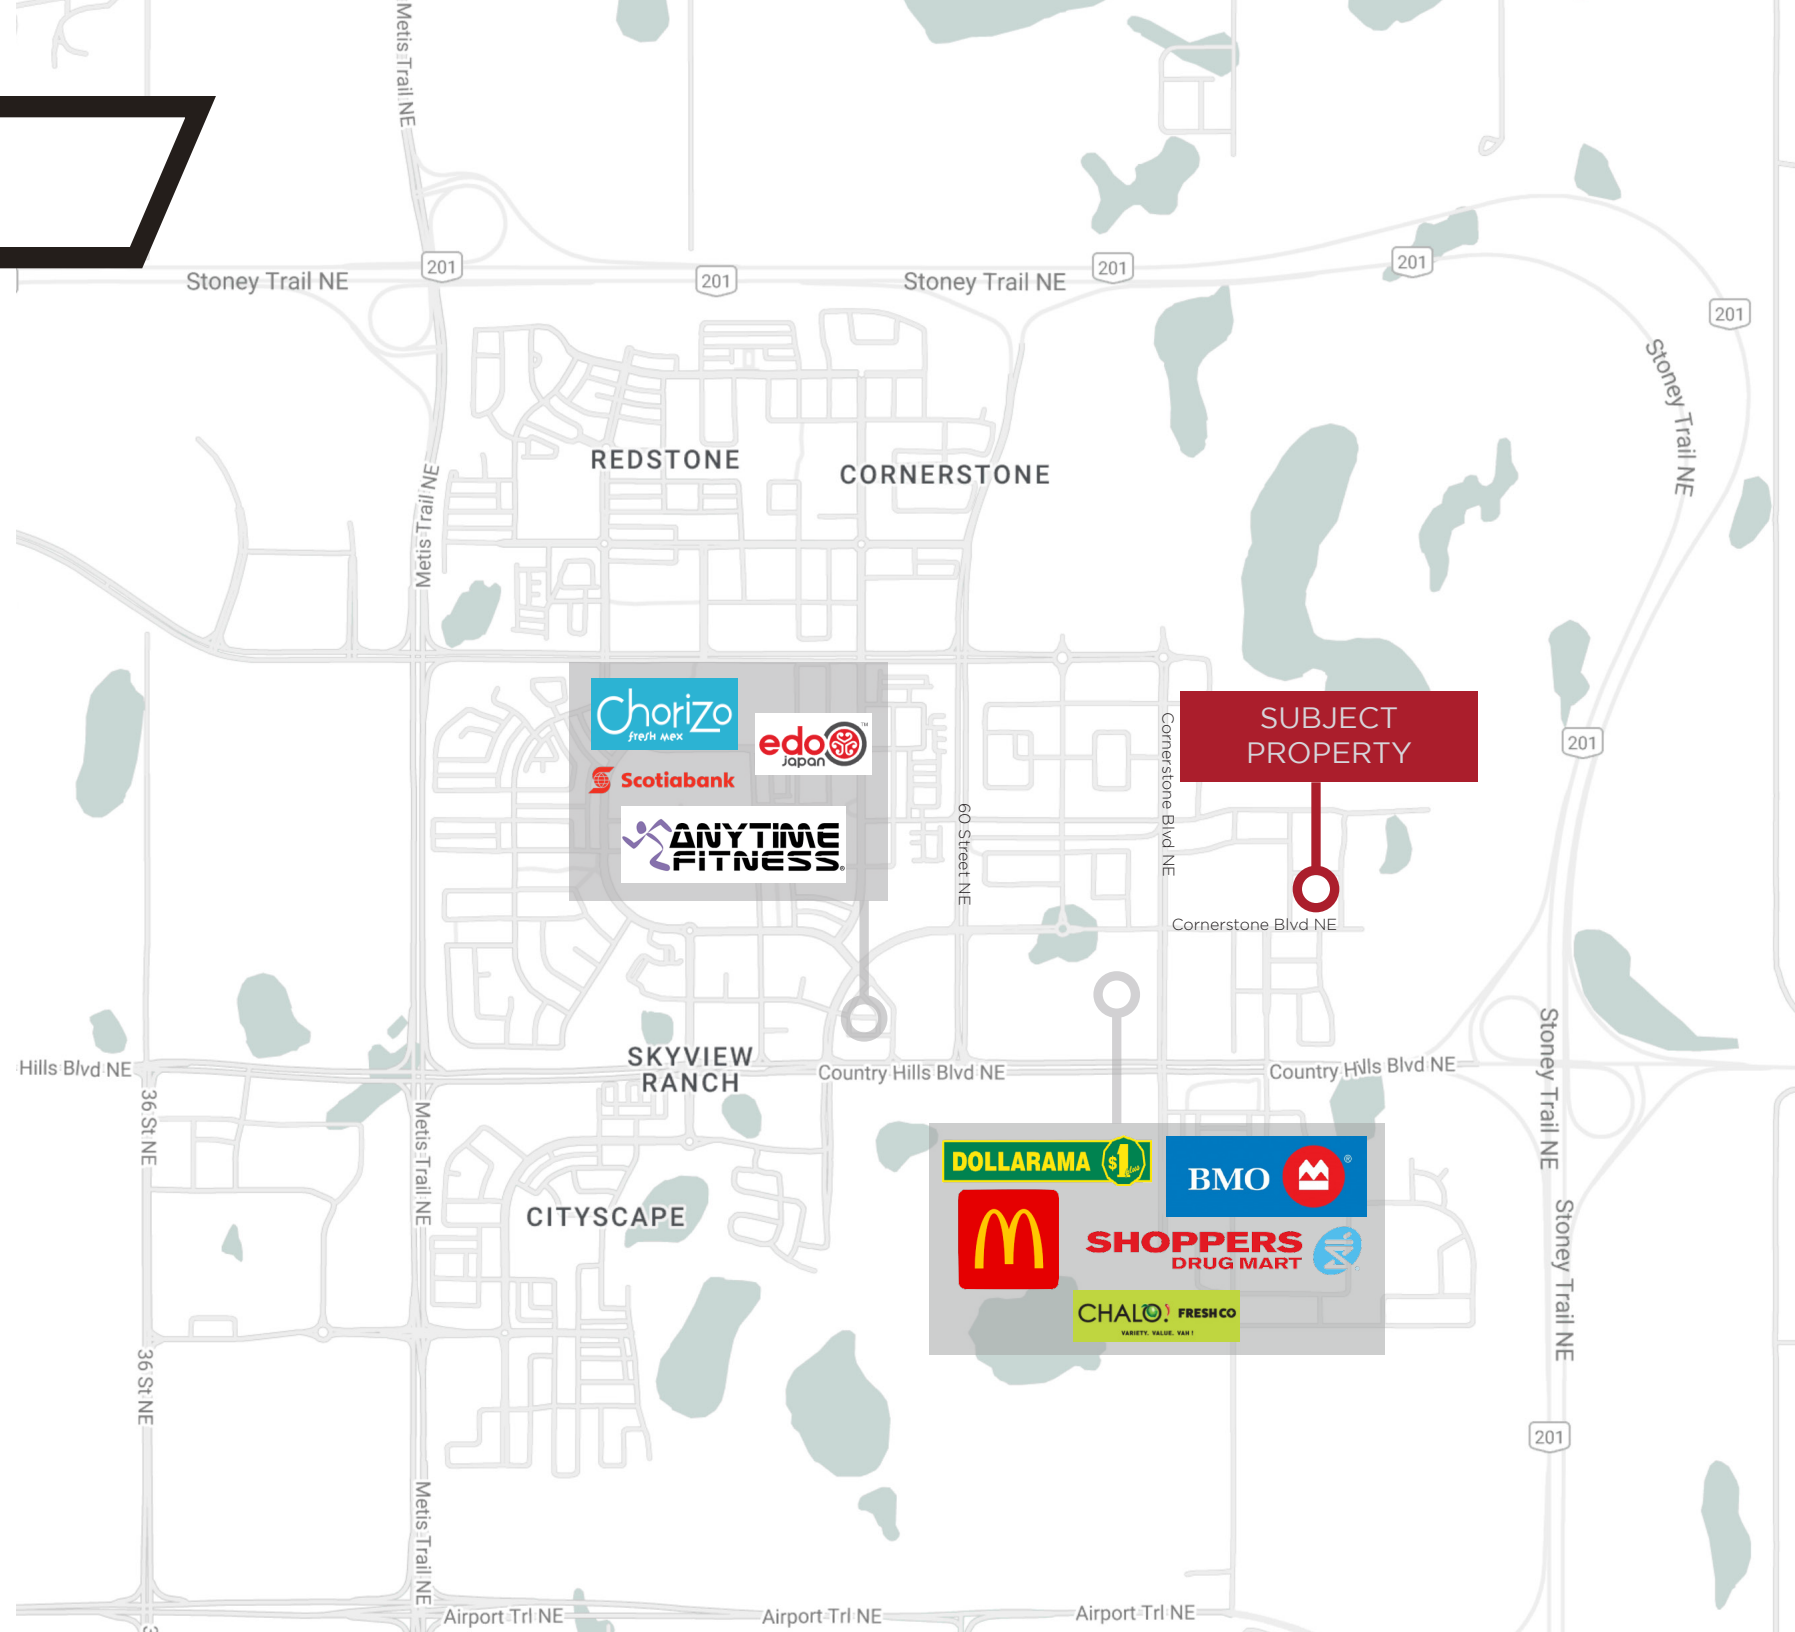 Metis Trail NE
201
Stoney Trail NE
201
Stoney Trail NE
201
201
201
Stoney Trail NE
REDSTONE
CORNERSTONE
Metis Trail NE
Chorizo
fresh mex
edo
japan
TM
Scotiabank
ANYTIME
FITNESS®
SUBJECT
PROPERTY
Cornerstone Blvd NE
60 Street NE
201
Cornerstone Blvd NE
Hills Blvd NE
SKYVIEW
RANCH
Country Hills Blvd NE
Country Hills Blvd NE
Stoney Trail NE
36 St NE
Metis Trail NE
DOLLARAMA $1 plus
BMO ®
SHOPPERS
DRUG MART
CHALO! FRESHCO
VARIETY. VALUE. VAH!
CITYSCAPE
Stoney Trail NE
36 St NE
201
Metis Trail NE
Airport Trl NE
Airport Trl NE
Airport Trl NE